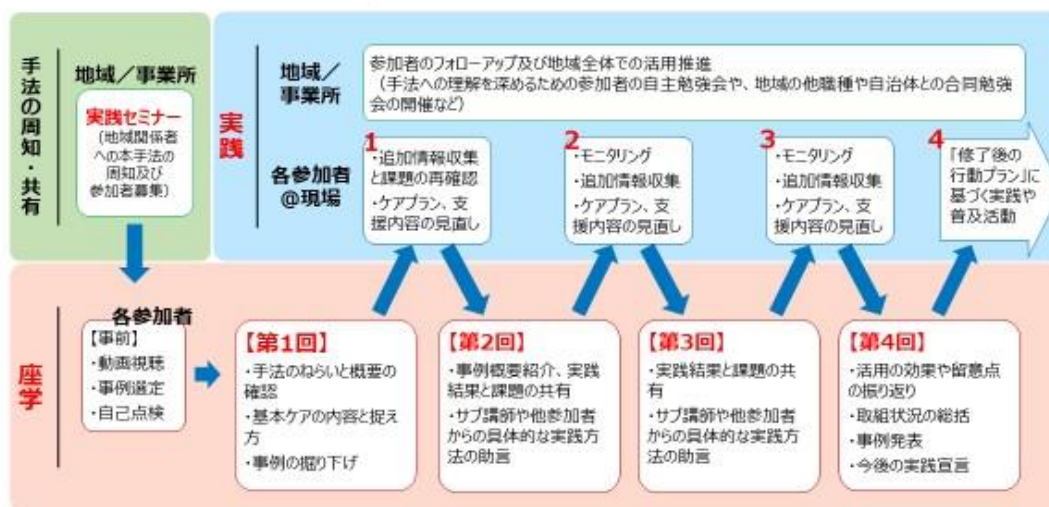 手法の周知・共有
地域／事業所
実践セミナー
（地域関係者
への本手法の
周知及び
参加者募集）
実践
地域／
事業所
参加者のフォローアップ及び地域全体での活用推進
（手法への理解を深めるための参加者の自主勉強会や、地域の他職種や自治体との合同勉強
会の開催など）
各参加者
@現場
1
・追加情報収集
と課題の再確認
・ケアプラン、支
援内容の見直し
2
・モニタリング
・追加情報収集
・ケアプラン、支
援内容の見直し
3
・モニタリング
・追加情報収集
・ケアプラン、支
援内容の見直し
4
「修了後の
行動プラン」に
基づく実践や
普及活動
座学
各参加者
【事前】
・動画視聴
・事例選定
・自己点検
【第1回】
・手法のねらいと概要の
確認
・基本ケアの内容と捉え
方
・事例の掘り下げ
【第2回】
・事例概要紹介、実践
結果と課題の共有
・サブ講師や他参加者
からの具体的な実践方
法の助言
【第3回】
・実践結果と課題の共
有
・サブ講師や他参加者
からの具体的な実践方
法の助言
【第4回】
・活用の効果や留意点
の振り返り
・取組状況の総括
・事例発表
・今後の実践宣言